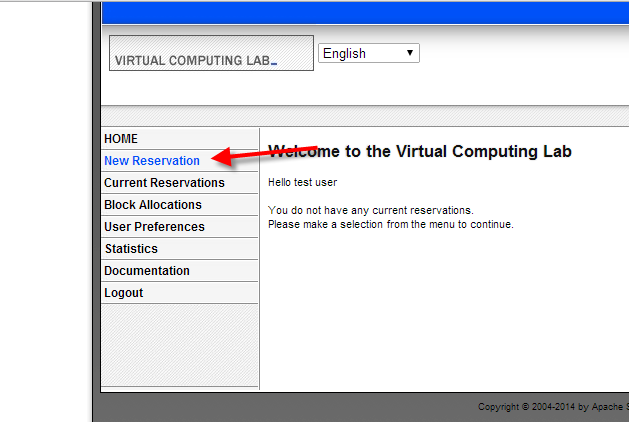 VIRTUAL COMPUTING LAB_
English
HOME
New Reservation
Current Reservations
Block Allocations
User Preferences
Statistics
Documentation
Logout
Welcome to the Virtual Computing Lab
Hello test user
You do not have any current reservations.
Please make a selection from the menu to continue.
Copyright © 2004-2014 by Apache S